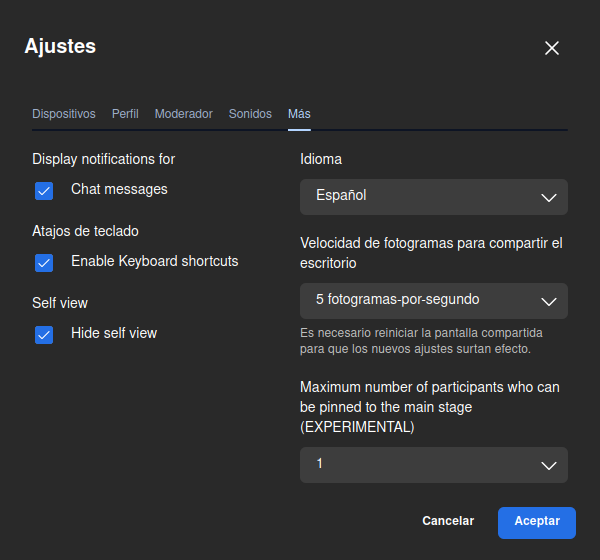 Ajustes
Dispositivos Perfil Moderador Sonidos Más
Display notifications for
Chat messages
Atajos de teclado
Enable Keyboard shortcuts
Self view
Hide self view
Idioma
Español
Velocidad de fotogramas para compartir el
escritorio
5 fotogramas-por-segundo
Es necesario reiniciar la pantalla compartida
para que los nuevos ajustes surtan efecto.
Maximum number of participants who can
be pinned to the main stage
(EXPERIMENTAL)
1
Cancelar Aceptar